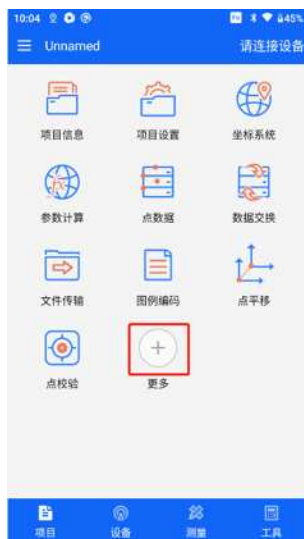 10:04 45%
Unnamed 请连接设备
项目信息 项目设置 坐标系统
参数计算 点数据 数据交换
文件传输 图例编码 点平移
点校验 更多
项目 设备 测量 工具